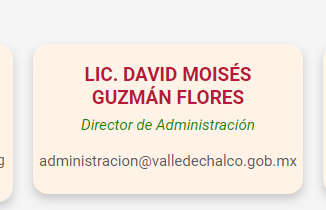 LIC. DAVID MOISÉS
GUZMÁN FLORES
Director de Administración
g
administracion@valledechalco.gob.mx